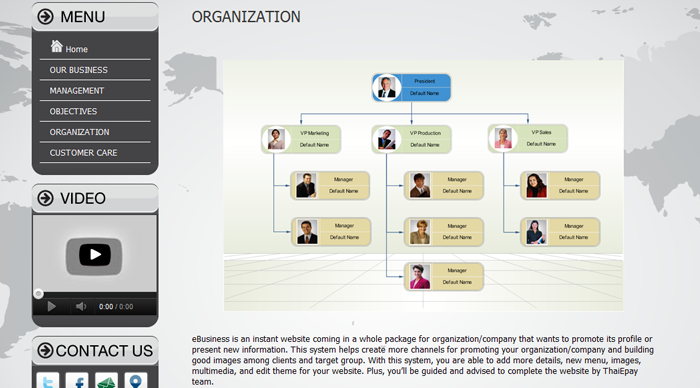 MENU
Home
OUR BUSINESS
MANAGEMENT
OBJECTIVES
ORGANIZATION
CUSTOMER CARE
VIDEO
0:00 / 0:00
CONTACT US
ORGANIZATION
President
Default Name
VP Marketing
Default Name
VP Production
Default Name
VP Sales
Default Name
Manager
Default Name
Manager
Default Name
Manager
Default Name
Manager
Default Name
Manager
Default Name
Manager
Default Name
Manager
Default Name
eBusiness is an instant website coming in a whole package for organization/company that wants to promote its profile or
present new information. This system helps create more channels for promoting your organization/company and building
good images among clients and target group. With this system, you are able to add more details, new menu, images,
multimedia, and edit theme for your website. Plus, you'll be guided and advised to complete the website by ThaiEpay
team.